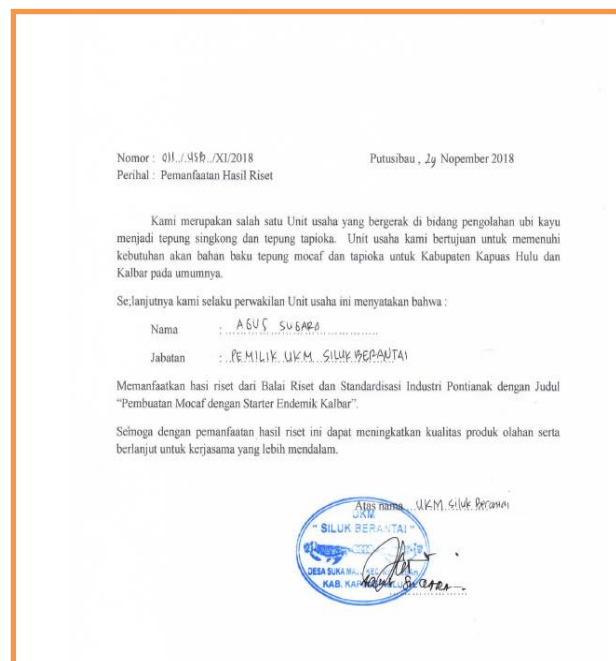 Nomor : 011../.USB../XI/2018 Putusibau , 29 Nopember 2018
Perihal : Pemanfaatan Hasil Riset
Kami merupakan salah satu Unit usaha yang bergerak di bidang pengolahan ubi kayu
menjadi tepung singkong dan tepung tapioka. Unit usaha kami bertujuan untuk memenuhi
kebutuhan akan bahan baku tepung mocaf dan tapioka untuk Kabupaten Kapuas Hulu dan
Kalbar pada umumnya.
Se;lanjutnya kami selaku perwakilan Unit usaha ini menyatakan bahwa :
Nama : AGUS SUGARA
Jabatan : PEMILIK UKM SILUK BERANTAI
Memanfaatkan hasi riset dari Balai Riset dan Standardisasi Industri Pontianak dengan Judul
“Pembuatan Mocaf dengan Starter Endemik Kalbar”.
Semoga dengan pemanfaatan hasil riset ini dapat meningkatkan kualitas produk olahan serta
berlanjut untuk kerjasama yang lebih mendalam.
Atas nama UKM Siluk Berantai
UKM
" SILUK BERANTAI "
DESA SUKA
KAB.
SUGARA